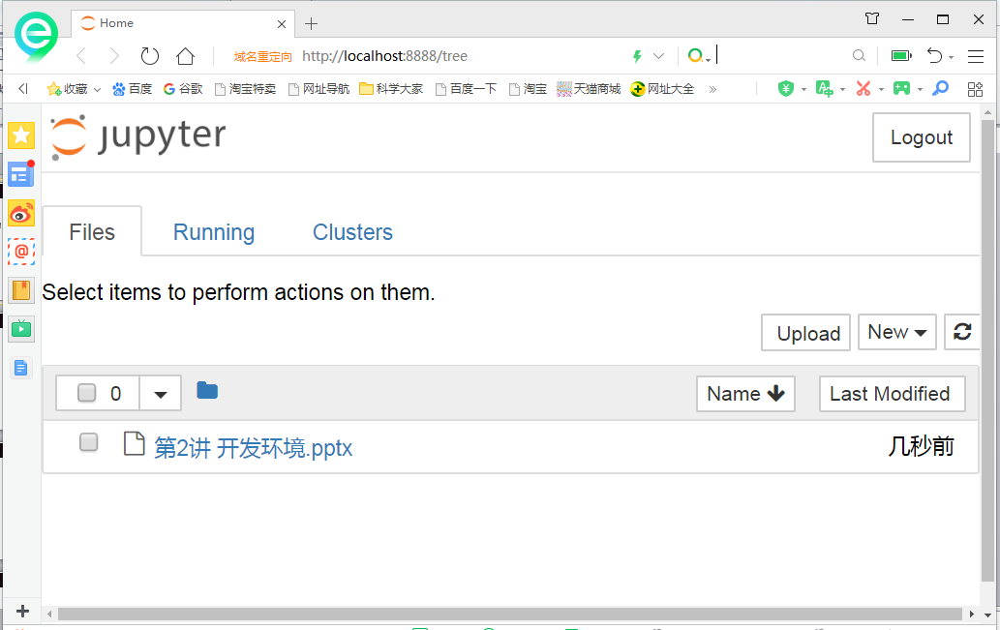 Home
域名重定向 http://localhost:8888/tree
收藏 百度 谷歌 淘宝特卖 网址导航 科学大家 百度一下 淘宝 天猫商城 网址大全 »
jupyter
Logout
Files Running Clusters
Select items to perform actions on them.
Upload New
0 Name Last Modified
第2讲 开发环境.pptx 几秒前